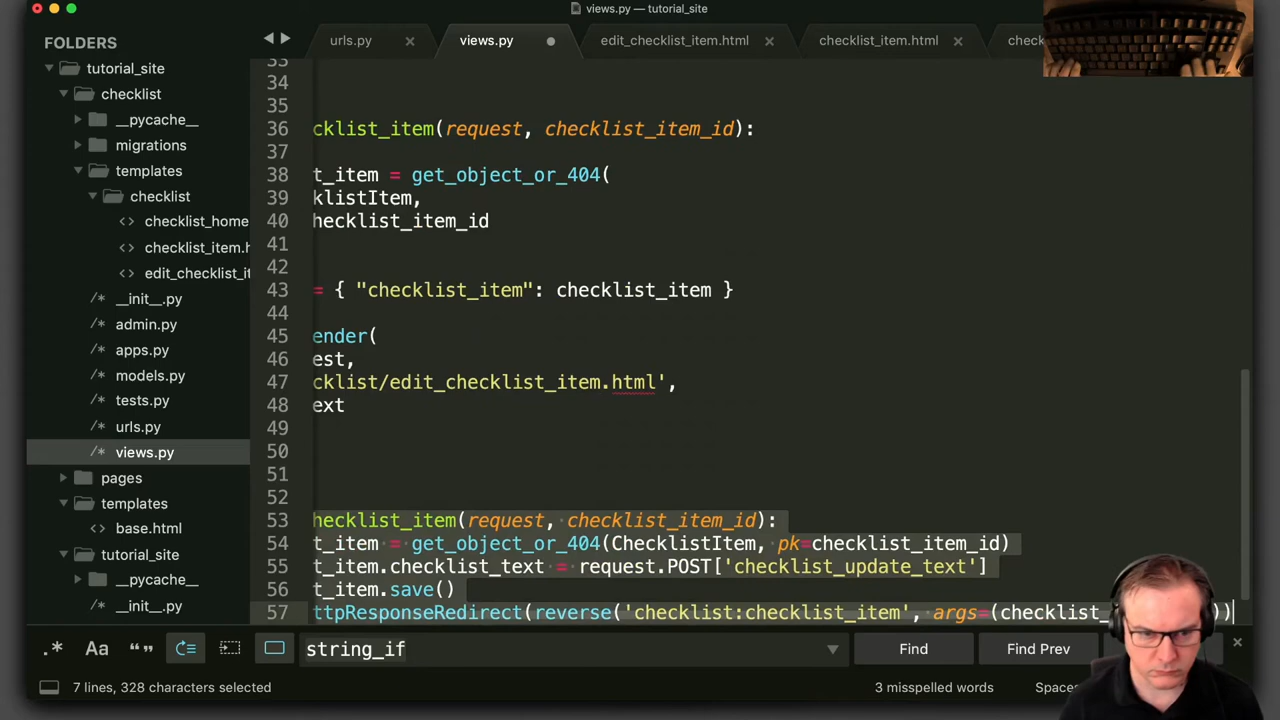 views.py — tutorial_site
FOLDERS
tutorial_site
checklist
__pycache__
migrations
templates
checklist
checklist_home
checklist_item.h
edit_checklist_it
__init__.py
admin.py
apps.py
models.py
tests.py
urls.py
views.py
pages
templates
base.html
tutorial_site
__pycache__
__init__.py
urls.py
views.py
edit_checklist_item.html
checklist_item.html
chec
33
34
35
36 cklist_item(request, checklist_item_id):
37
38 t_item = get_object_or_404(
39 klistItem,
40 hecklist_item_id
41
42
43 = { "checklist_item": checklist_item }
44
45 ender(
46 est,
47 cklist/edit_checklist_item.html',
48 ext
49
50
51
52
53 hecklist_item(request, checklist_item_id):
54 t_item = get_object_or_404(ChecklistItem, pk=checklist_item_id)
55 t_item.checklist_text = request.POST['checklist_update_text']
56 t_item.save()
57 ttpResponseRedirect(reverse('checklist:checklist_item', args=(checklist_ ))
.* Aa “” string_if Find Find Prev
7 lines, 328 characters selected
3 misspelled words
Spaces